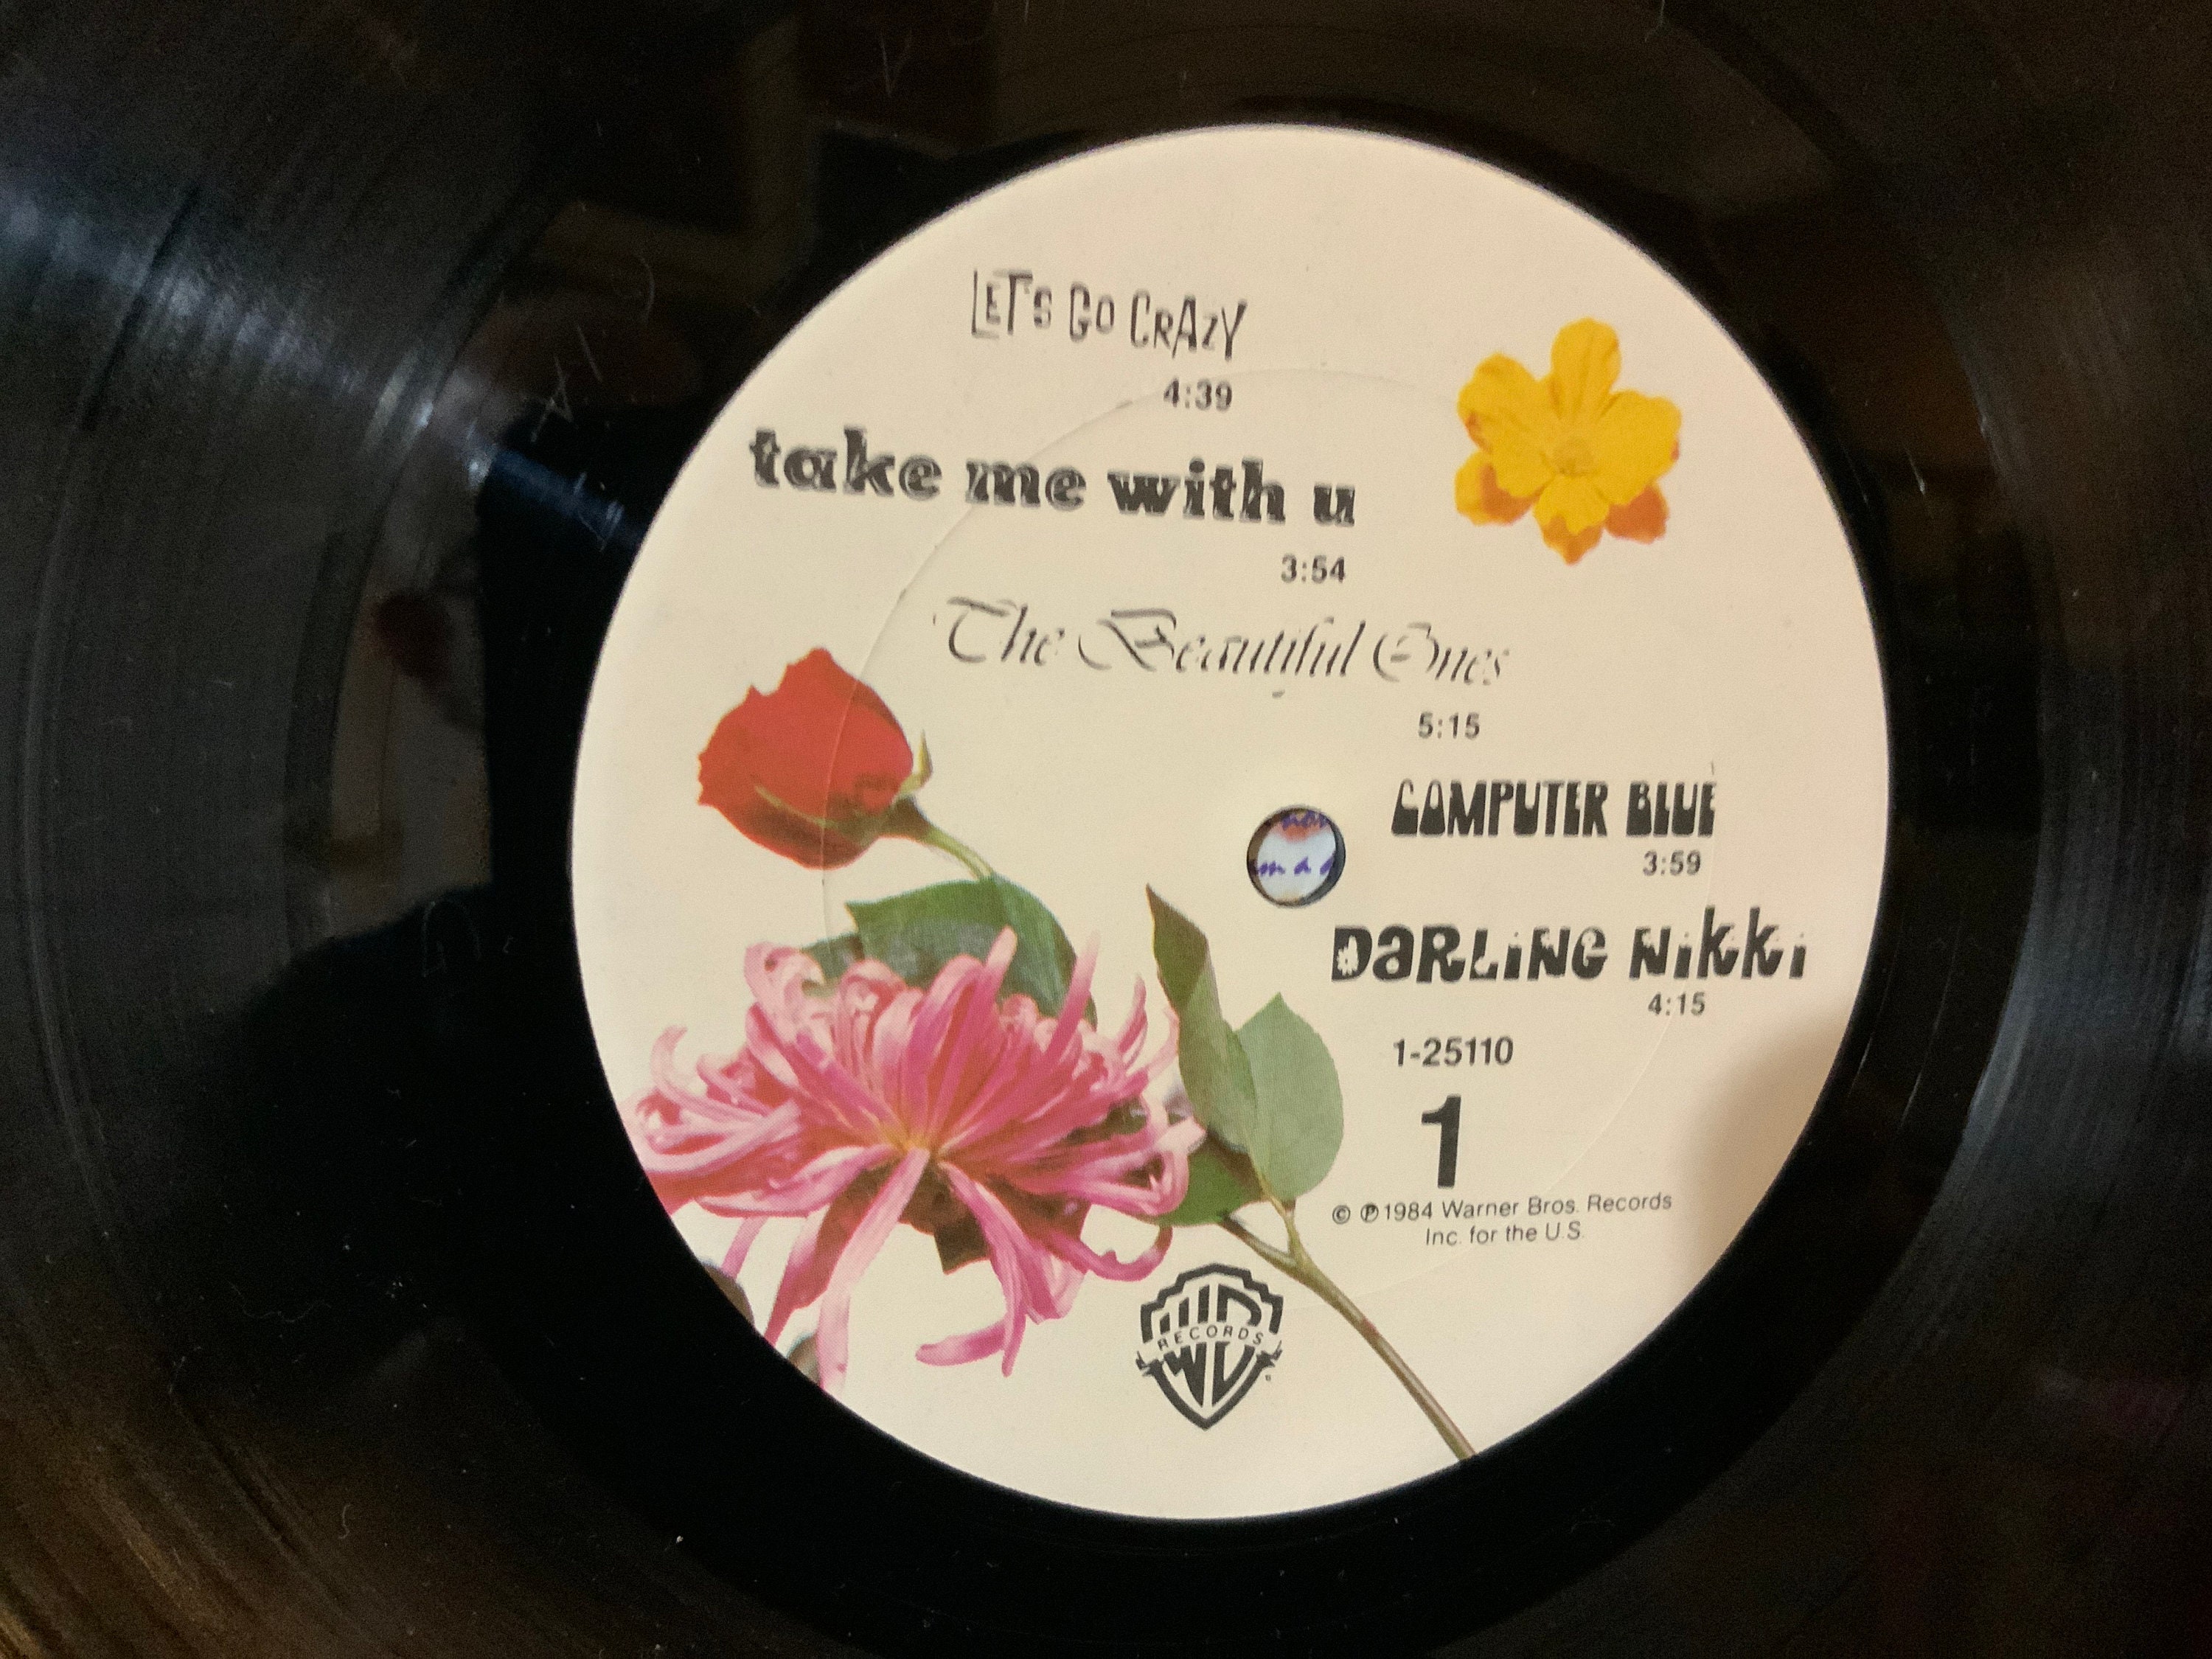 LET'S GO CRAZY
4:39
take me with u
3:54
The Beautiful Ones
5:15
COMPUTER BLUE
3:59
DARLiNG Nikki
4:15
1-25110
1
© ℗ 1984 Warner Bros. Records
Inc. for the U.S.
RECORDS